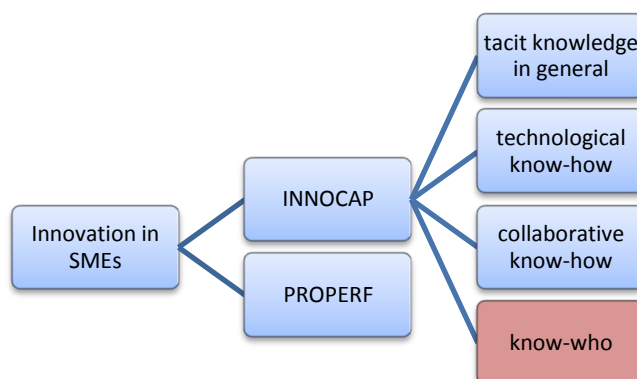 Innovation in
SMEs
INNOCAP
PROPERF
tacit knowledge
in general
technological
know-how
collaborative
know-how
know-who